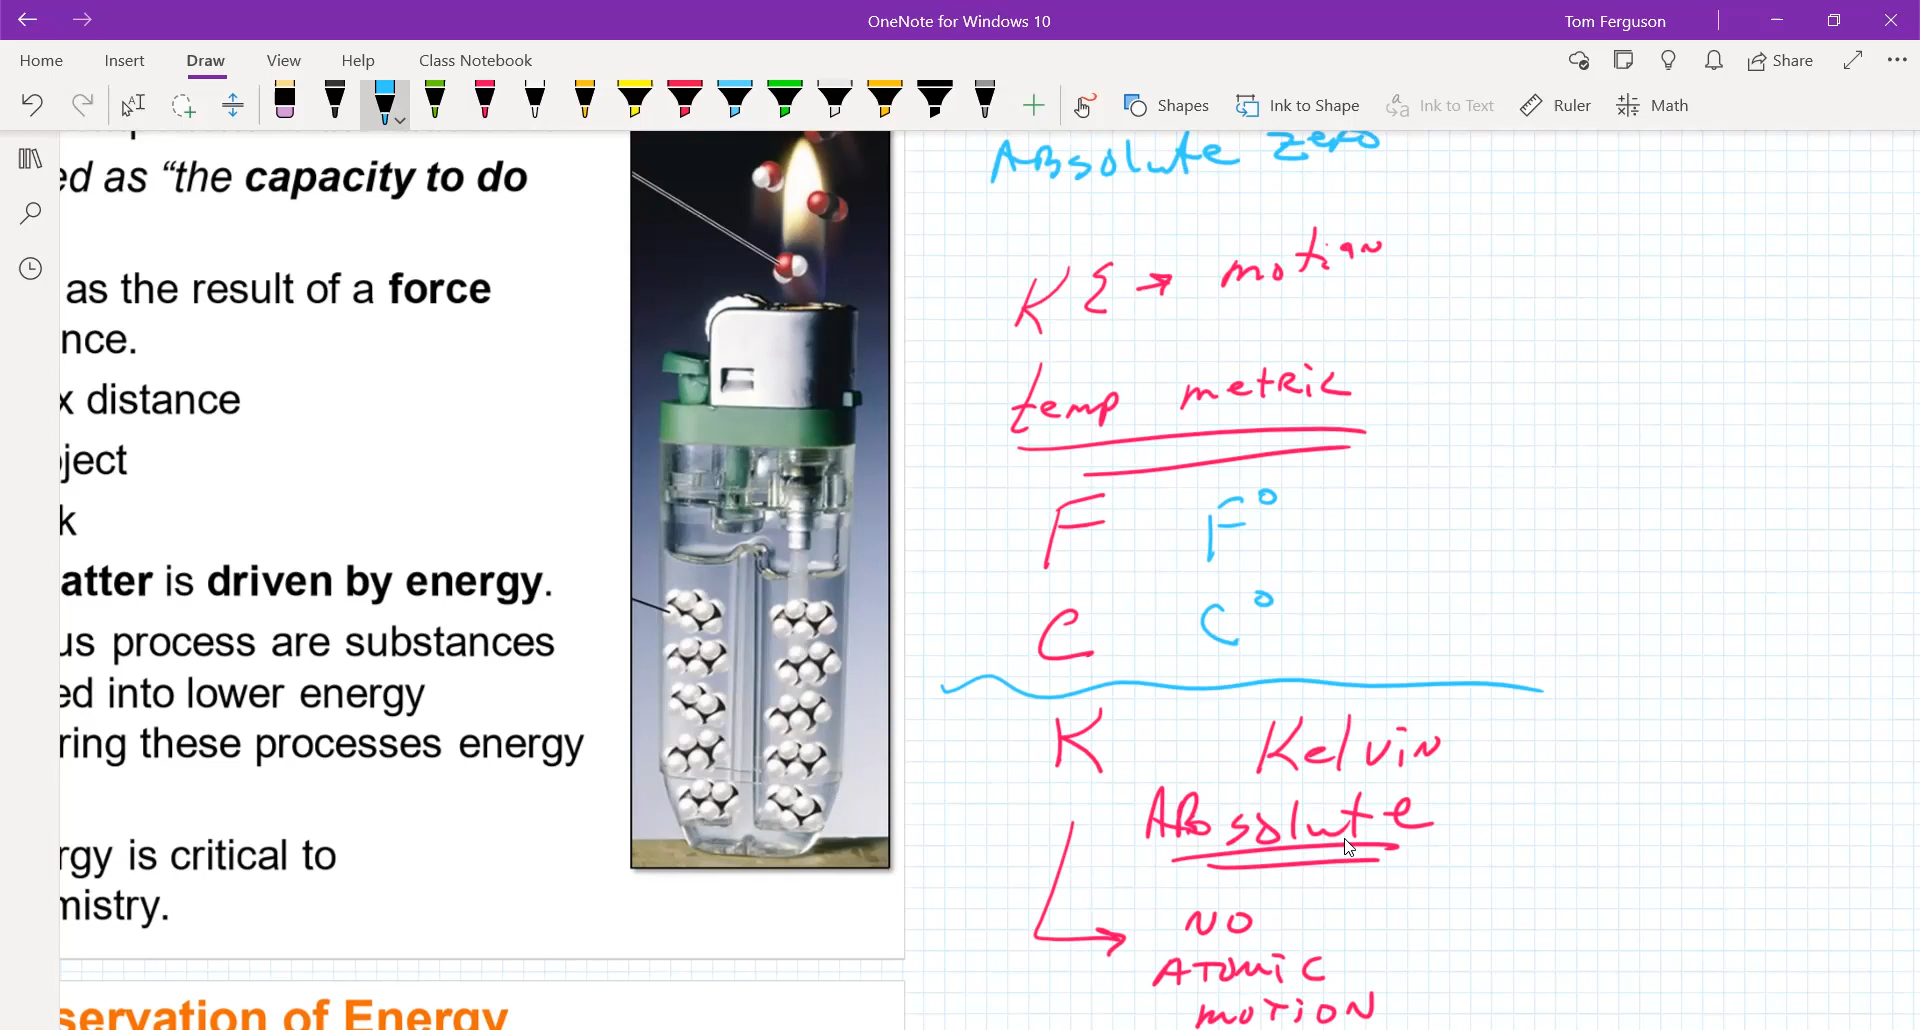 OneNote for Windows 10
Tom Ferguson
Home Insert Draw View Help Class Notebook
Share
Shapes Ink to Shape Ink to Text Ruler Math
ed as “the capacity to do
as the result of a force
nce.
x distance
ject
k
atter is driven by energy.
us process are substances
ed into lower energy
ring these processes energy
rgy is critical to
mistry.
servation of Energy
ABsolute zero
KE → motion
temp metric
F F°
C C°
K Kelvin
ABsolute
NO
ATOMIC
MOTION